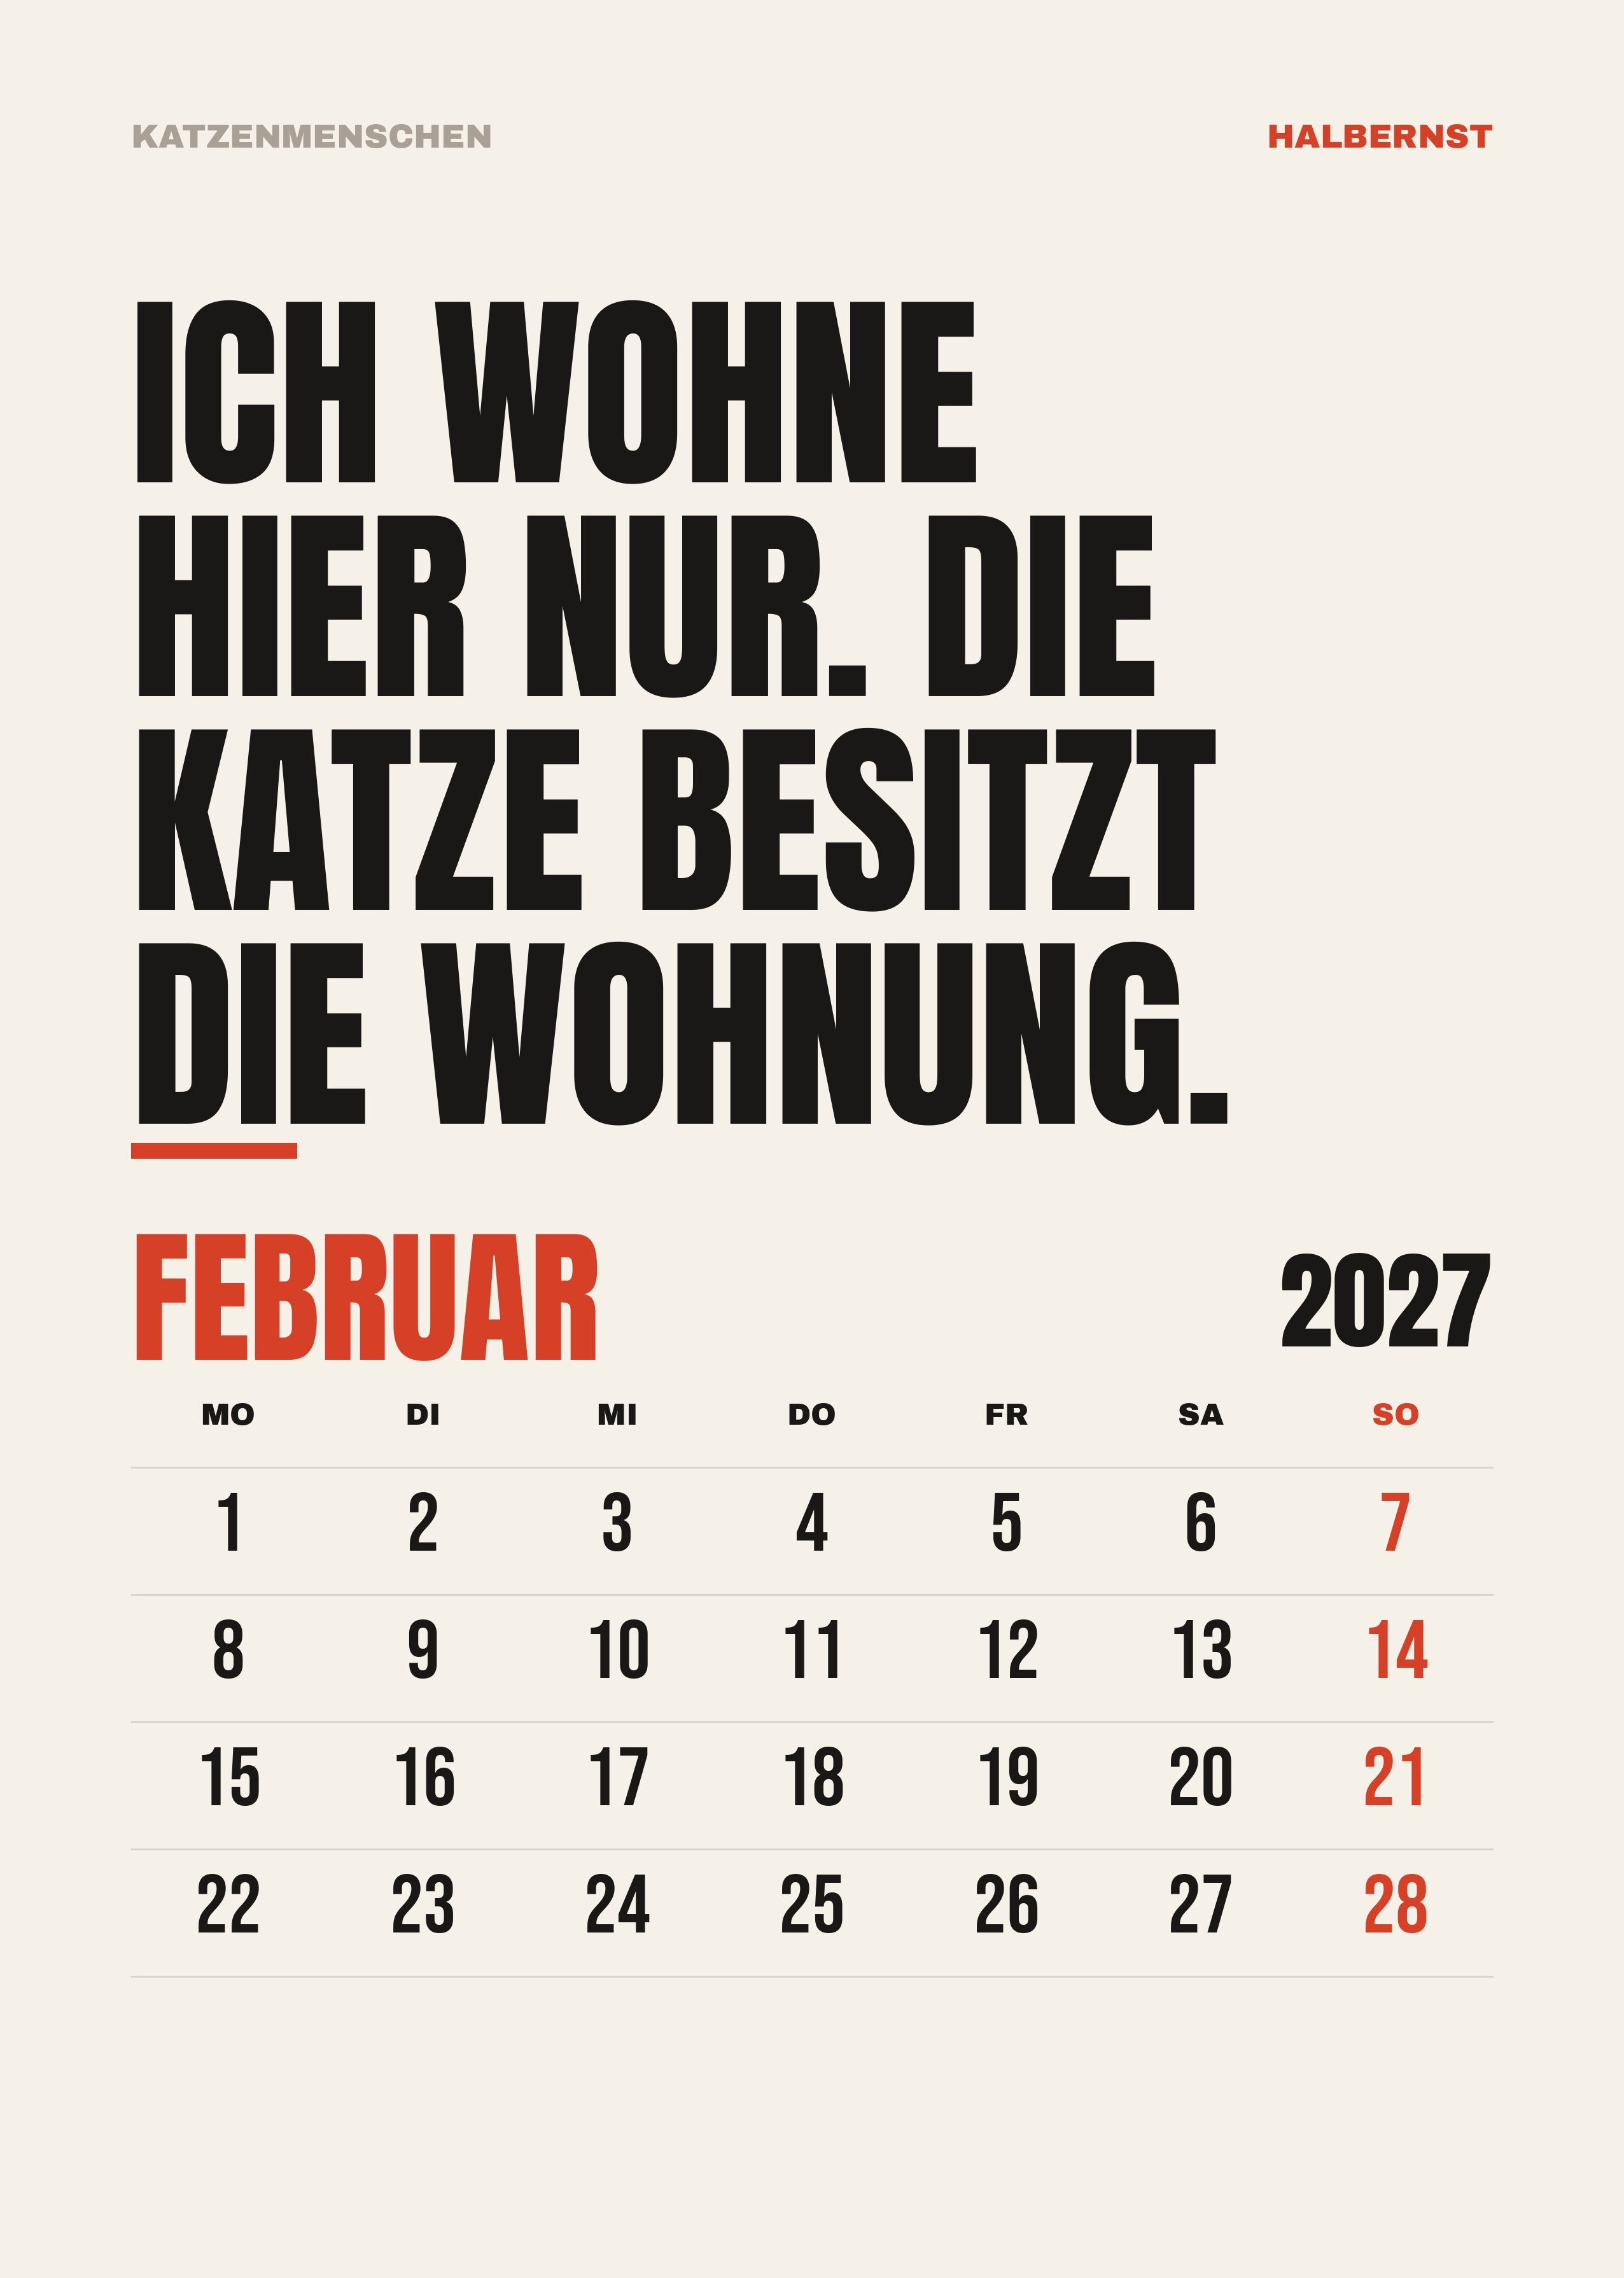 KATZENMENSCHEN HALBERNST
ICH WOHNE
HIER NUR. DIE
KATZE BESITZT
DIE WOHNUNG.
FEBRUAR 2027
MO DI MI DO FR SA SO
1 2 3 4 5 6 7
8 9 10 11 12 13 14
15 16 17 18 19 20 21
22 23 24 25 26 27 28